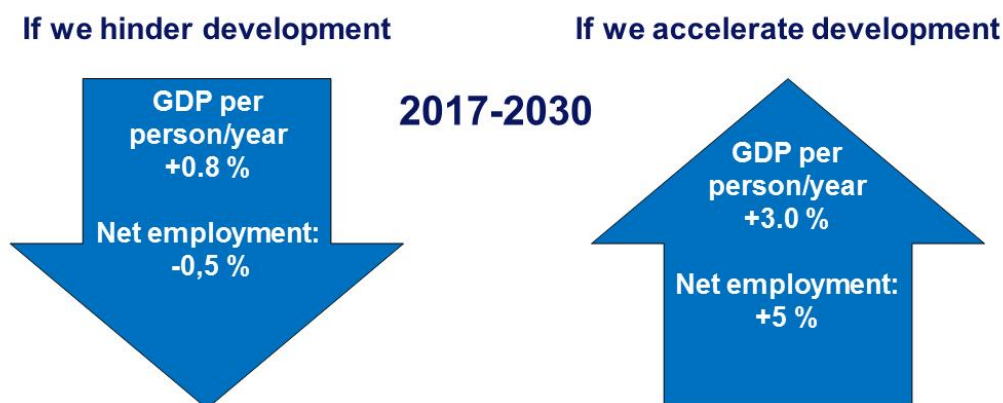 If we hinder development
If we accelerate development
2017-2030
GDP per
person/year
+0.8 %
Net employment:
-0,5 %
GDP per
person/year
+3.0 %
Net employment:
+5 %